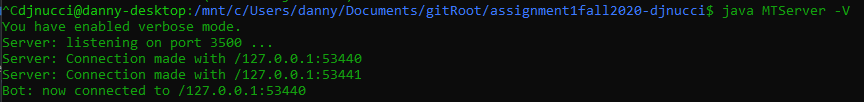 ^Cdjnucci@danny-desktop:/mnt/c/Users/danny/Documents/gitRoot/assignment1fall2020-djnucci$ java MTServer -V
You have enabled verbose mode.
Server: listening on port 3500 ...
Server: Connection made with /127.0.0.1:53440
Server: Connection made with /127.0.0.1:53441
Bot: now connected to /127.0.0.1:53440